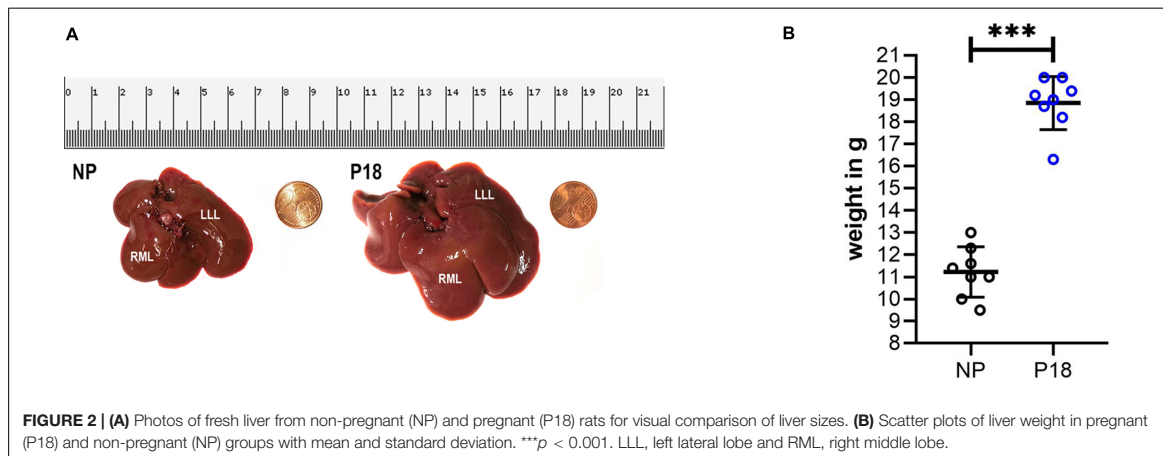 A
0 1 2 3 4 5 6 7 8 9 10 11 12 13 14 15 16 17 18 19 20 21
NP
LLL
RML
2
P18
LLL
RML
B
***
21
20
19
18
17
16
15
14
13
12
11
10
9
8
weight in g
NP P18
FIGURE 2 | (A) Photos of fresh liver from non-pregnant (NP) and pregnant (P18) rats for visual comparison of liver sizes. (B) Scatter plots of liver weight in pregnant
(P18) and non-pregnant (NP) groups with mean and standard deviation. ***p < 0.001. LLL, left lateral lobe and RML, right middle lobe.